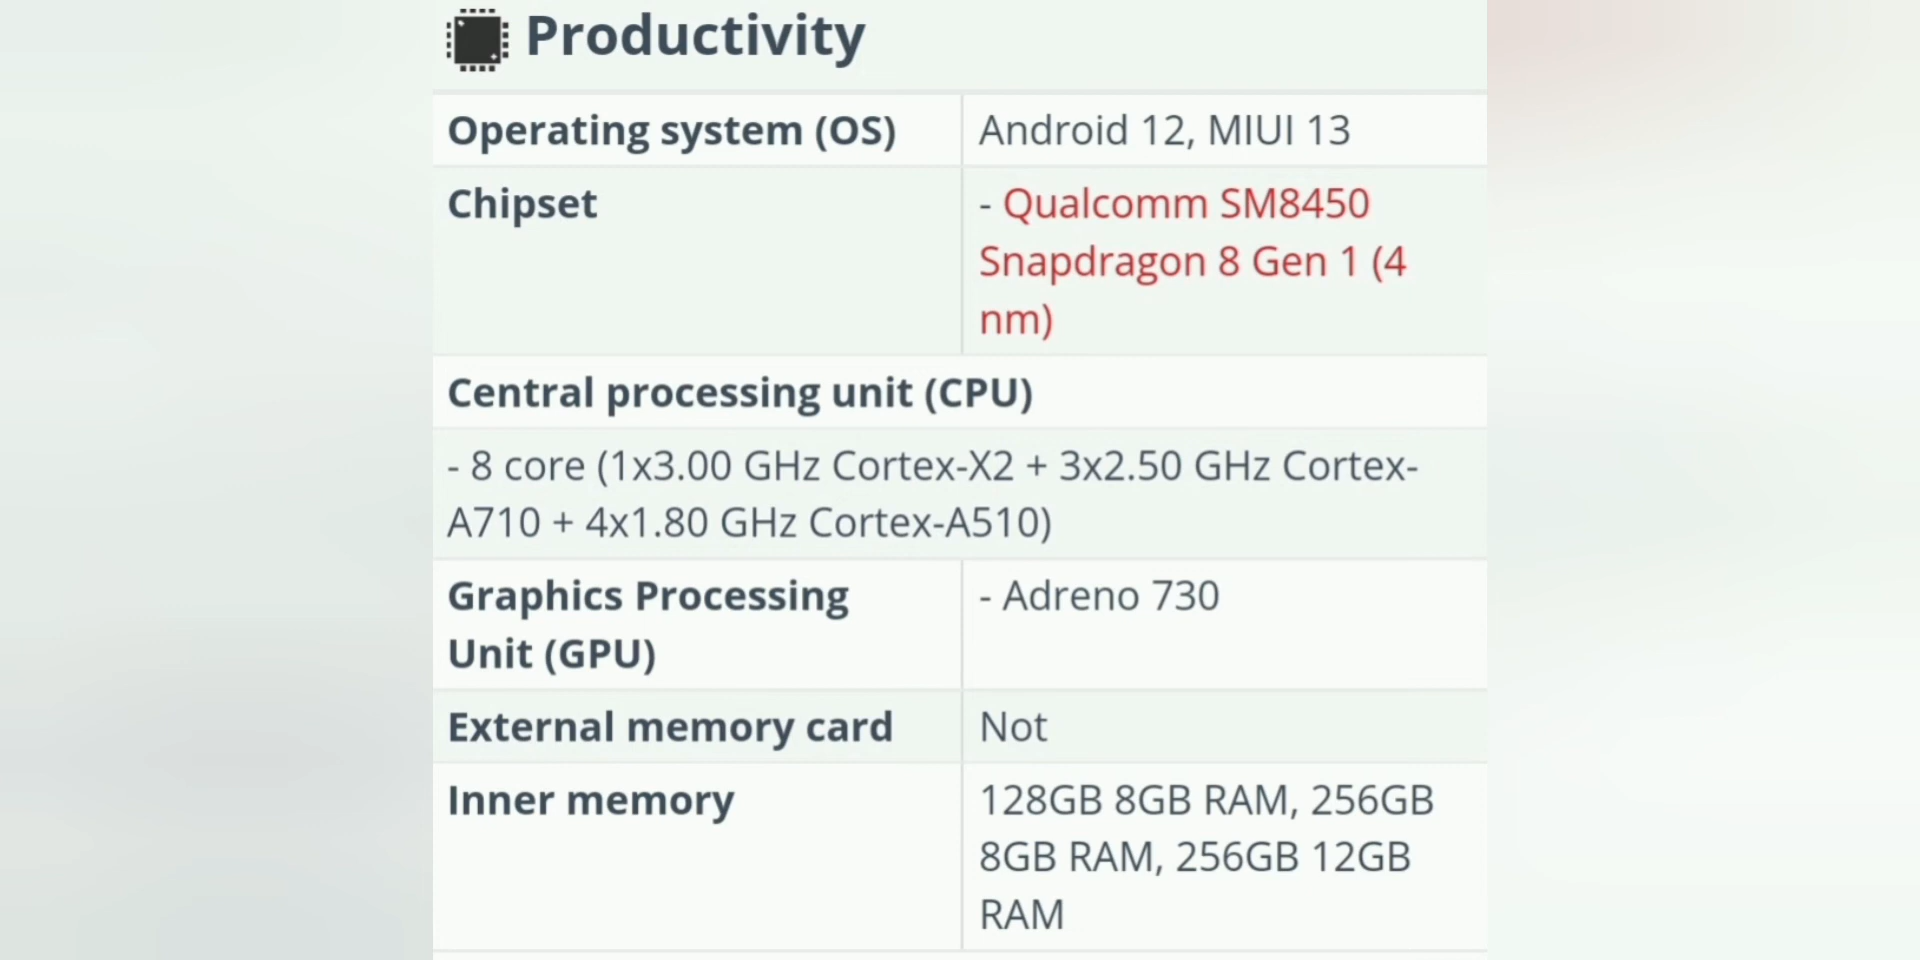 Productivity
Operating system (OS) Android 12, MIUI 13
Chipset - Qualcomm SM8450
Snapdragon 8 Gen 1 (4
nm)
Central processing unit (CPU)
- 8 core (1x3.00 GHz Cortex-X2 + 3x2.50 GHz Cortex-
A710 + 4x1.80 GHz Cortex-A510)
Graphics Processing - Adreno 730
Unit (GPU)
External memory card Not
Inner memory 128GB 8GB RAM, 256GB
8GB RAM, 256GB 12GB
RAM